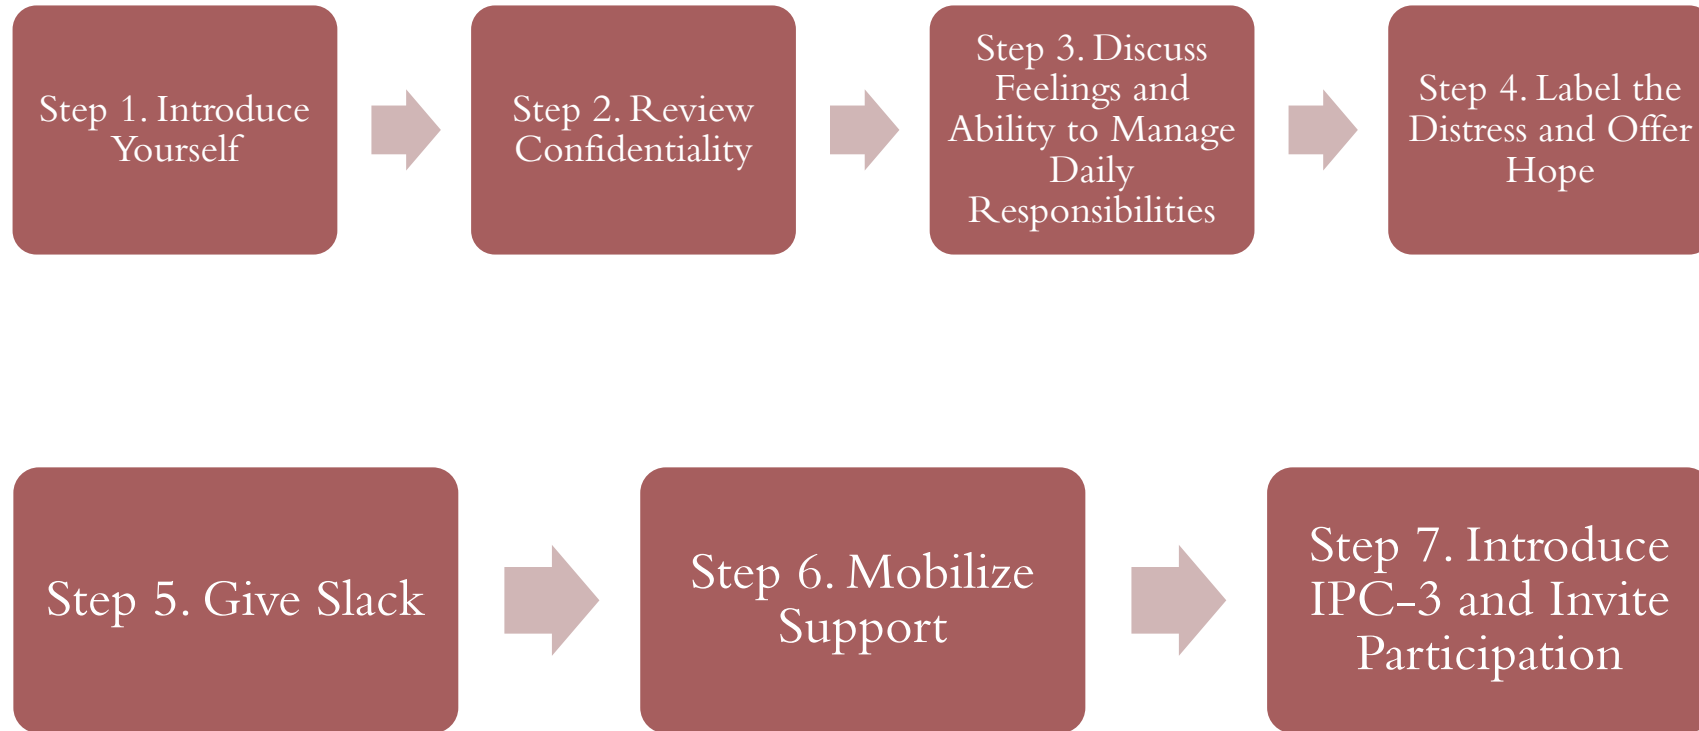 Step 1. Introduce
Yourself
Step 2. Review
Confidentiality
Step 3. Discuss
Feelings and
Ability to Manage
Daily
Responsibilities
Step 4. Label the
Distress and Offer
Hope
Step 5. Give Slack
Step 6. Mobilize
Support
Step 7. Introduce
IPC-3 and Invite
Participation